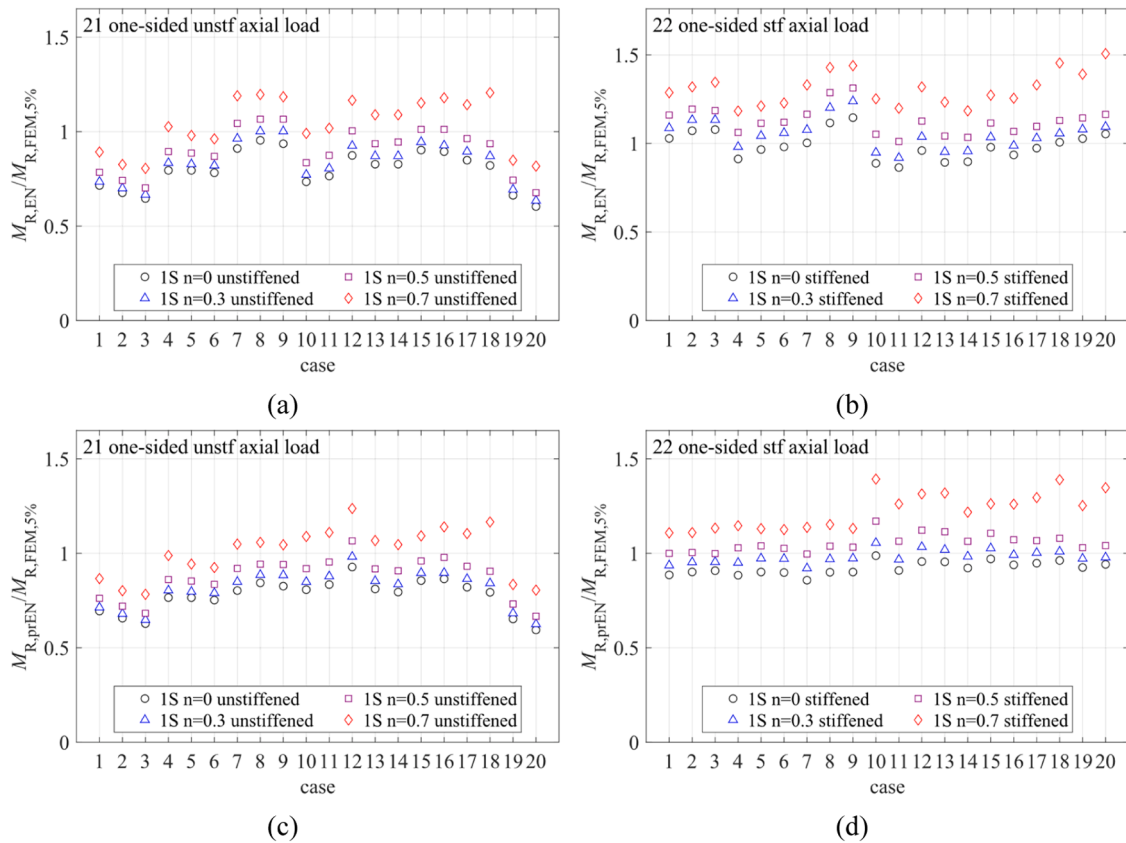 21 one-sided unstf axial load
M_R,EN/M_R,FEM,5%
1.5
1
0.5
0
1S n=0 unstiffened
1S n=0.3 unstiffened
1S n=0.5 unstiffened
1S n=0.7 unstiffened
1 2 3 4 5 6 7 8 9 10 11 12 13 14 15 16 17 18 19 20
case
(a)
22 one-sided stf axial load
M_R,EN/M_R,FEM,5%
1.5
1
0.5
0
1S n=0 stiffened
1S n=0.3 stiffened
1S n=0.5 stiffened
1S n=0.7 stiffened
1 2 3 4 5 6 7 8 9 10 11 12 13 14 15 16 17 18 19 20
case
(b)
21 one-sided unstf axial load
M_R,prEN/M_R,FEM,5%
1.5
1
0.5
0
1S n=0 unstiffened
1S n=0.3 unstiffened
1S n=0.5 unstiffened
1S n=0.7 unstiffened
1 2 3 4 5 6 7 8 9 10 11 12 13 14 15 16 17 18 19 20
case
(c)
22 one-sided stf axial load
M_R,prEN/M_R,FEM,5%
1.5
1
0.5
0
1S n=0 stiffened
1S n=0.3 stiffened
1S n=0.5 stiffened
1S n=0.7 stiffened
1 2 3 4 5 6 7 8 9 10 11 12 13 14 15 16 17 18 19 20
case
(d)